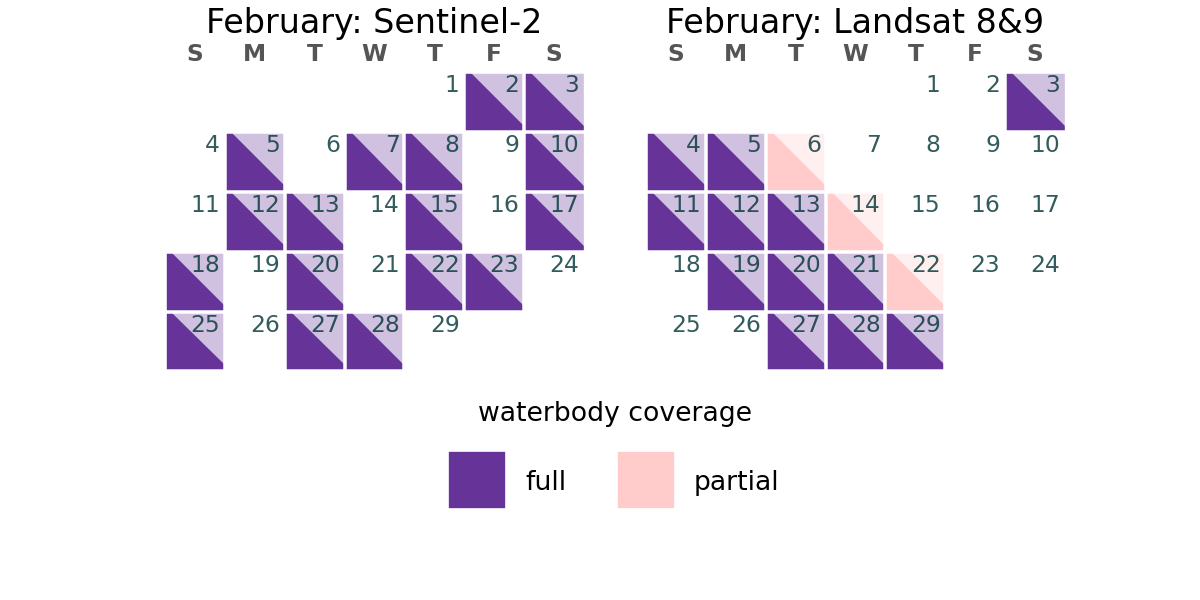 February: Sentinel-2
S M T W T F S
1 2 3
4 5 6 7 8 9 10
11 12 13 14 15 16 17
18 19 20 21 22 23 24
25 26 27 28 29
February: Landsat 8&9
S M T W T F S
1 2 3
4 5 6 7 8 9 10
11 12 13 14 15 16 17
18 19 20 21 22 23 24
25 26 27 28 29
waterbody coverage
full
partial